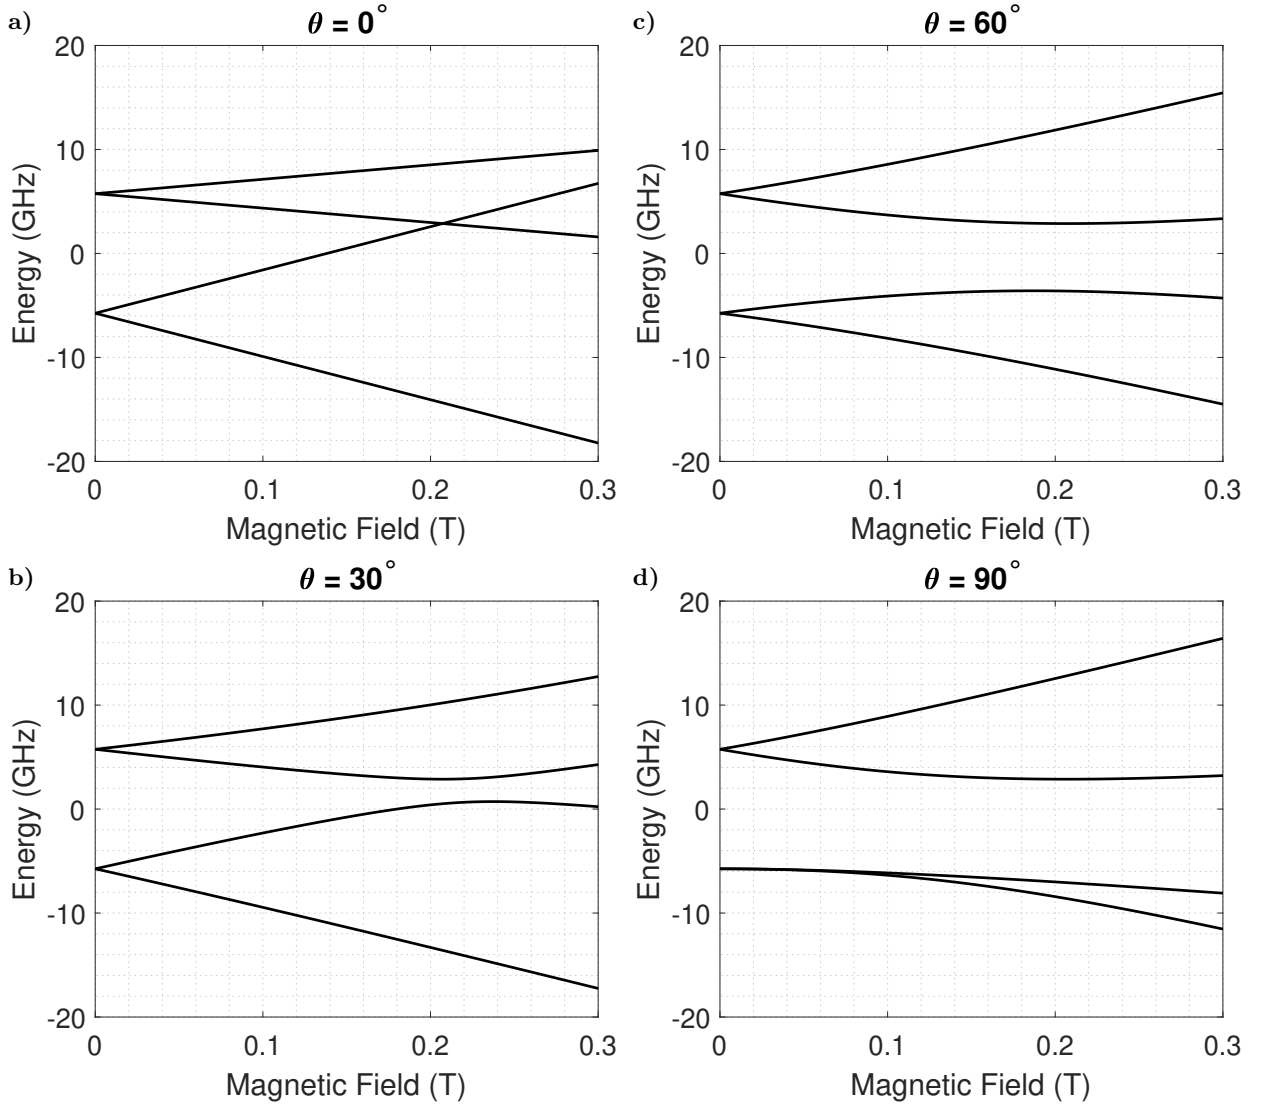 a)
θ = 0°
20
10
0
-10
-20
Energy (GHz)
0
0.1
0.2
0.3
Magnetic Field (T)
b)
θ = 30°
20
10
0
-10
-20
Energy (GHz)
0
0.1
0.2
0.3
Magnetic Field (T)
c)
θ = 60°
20
10
0
-10
-20
Energy (GHz)
0
0.1
0.2
0.3
Magnetic Field (T)
d)
θ = 90°
20
10
0
-10
-20
Energy (GHz)
0
0.1
0.2
0.3
Magnetic Field (T)